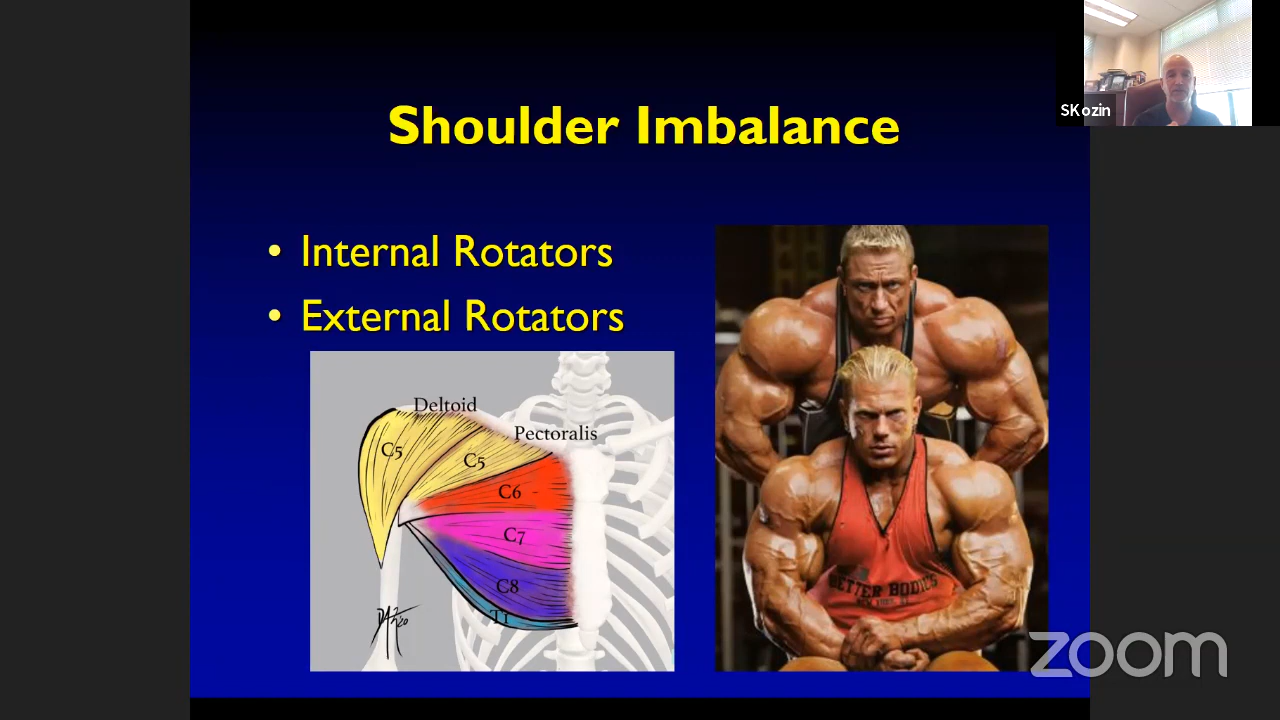 SKozin
Shoulder Imbalance
• Internal Rotators
• External Rotators
Deltoid
Pectoralis
C5
C5
C6
C7
C8
T1
BETTER BODIES
zoom